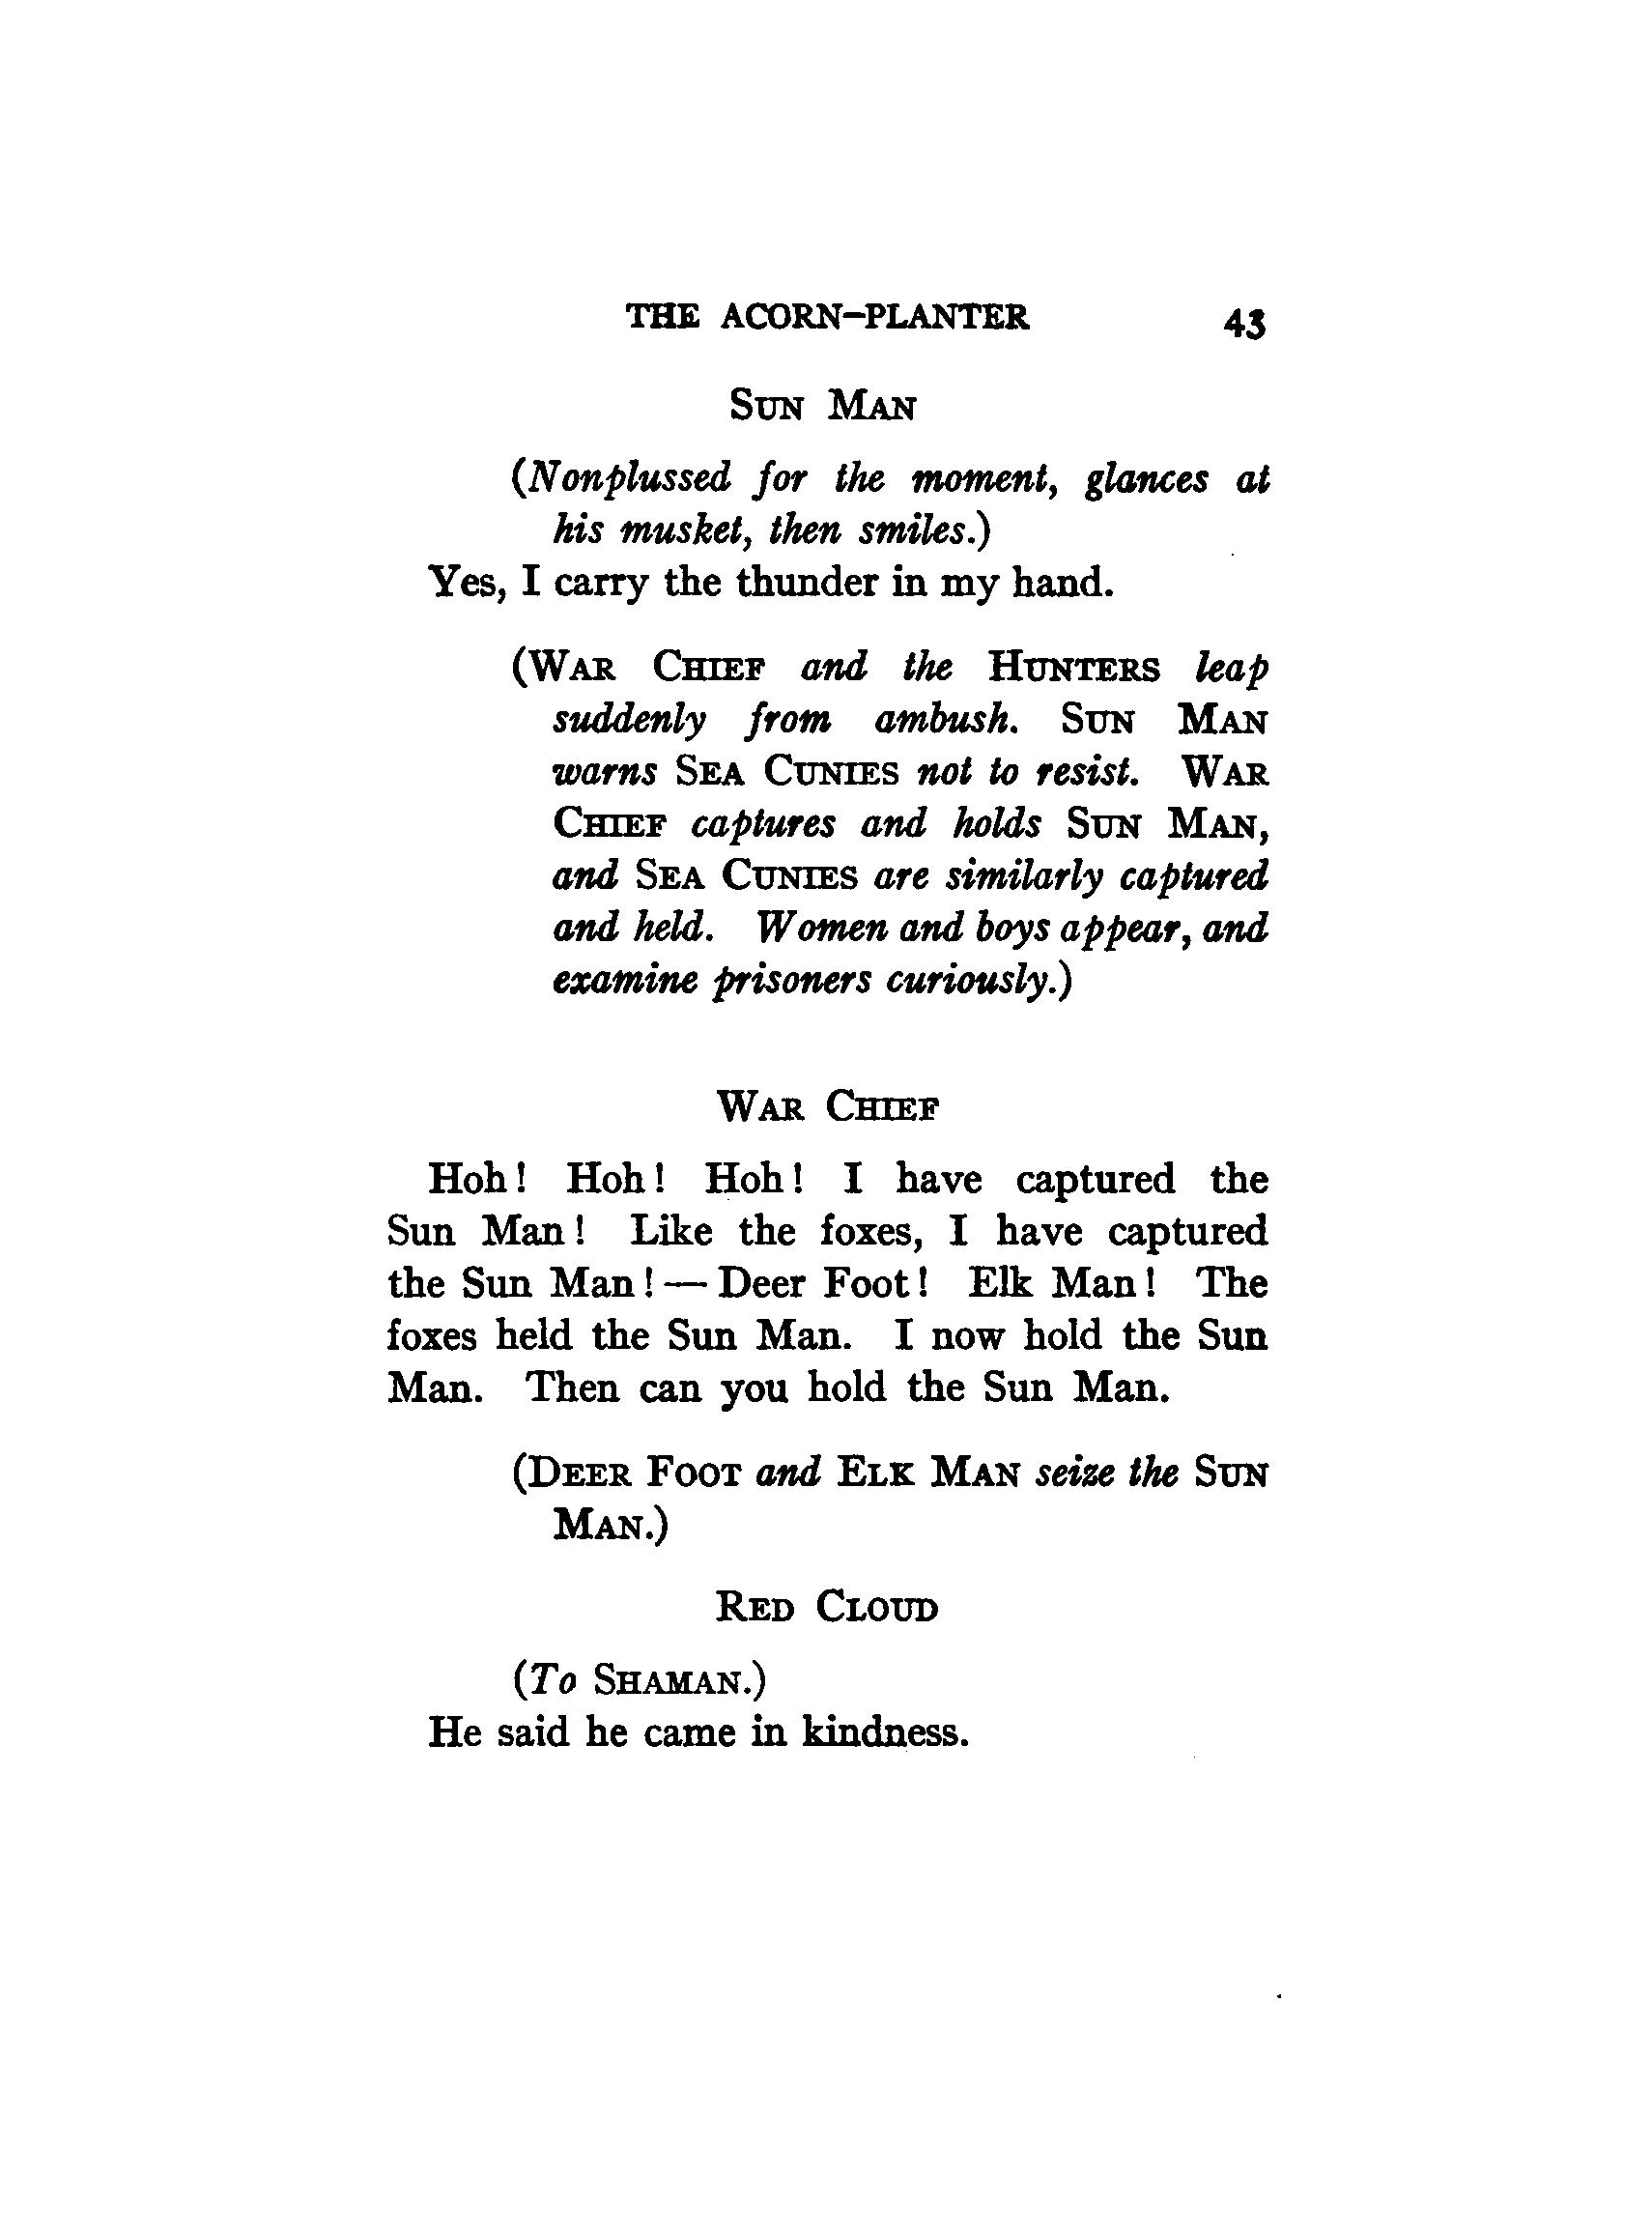 THE ACORN-PLANTER 43
SUN MAN
(Nonplussed for the moment, glances at
his musket, then smiles.)
Yes, I carry the thunder in my hand.
(WAR CHIEF and the HUNTERS leap
suddenly from ambush. SUN MAN
warns SEA CUNIES not to resist. WAR
CHIEF captures and holds SUN MAN,
and SEA CUNIES are similarly captured
and held. Women and boys appear, and
examine prisoners curiously.)
WAR CHIEF
Hoh! Hoh! Hoh! I have captured the
Sun Man! Like the foxes, I have captured
the Sun Man! — Deer Foot! Elk Man! The
foxes held the Sun Man. I now hold the Sun
Man. Then can you hold the Sun Man.
(DEER FOOT and ELK MAN seize the SUN
MAN.)
RED CLOUD
(To SHAMAN.)
He said he came in kindness.